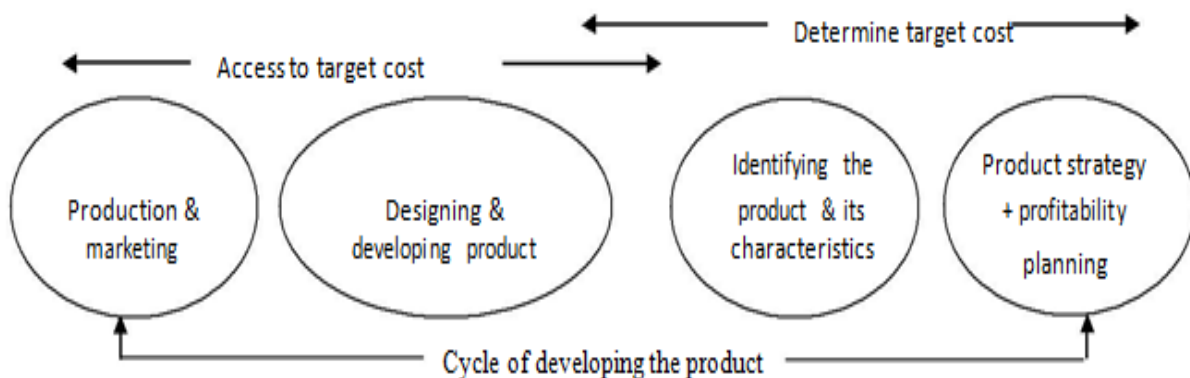 Determine target cost
Access to target cost
Production &
marketing
Designing &
developing product
Identifying the
product & its
characteristics
Product strategy
+ profitability
planning
Cycle of developing the product